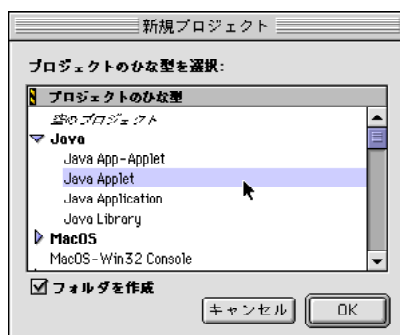 新規プロジェクト
プロジェクトのひな型を選択:
プロジェクトのひな型
空のプロジェクト
Java
Java App-Applet
Java Applet
Java Application
Java Library
MacOS
MacOS-Win32 Console
フォルダを作成
キャンセル
OK